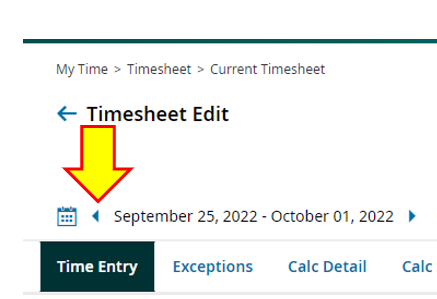 My Time > Timesheet > Current Timesheet
← Timesheet Edit
September 25, 2022 - October 01, 2022
Time Entry Exceptions Calc Detail Calc